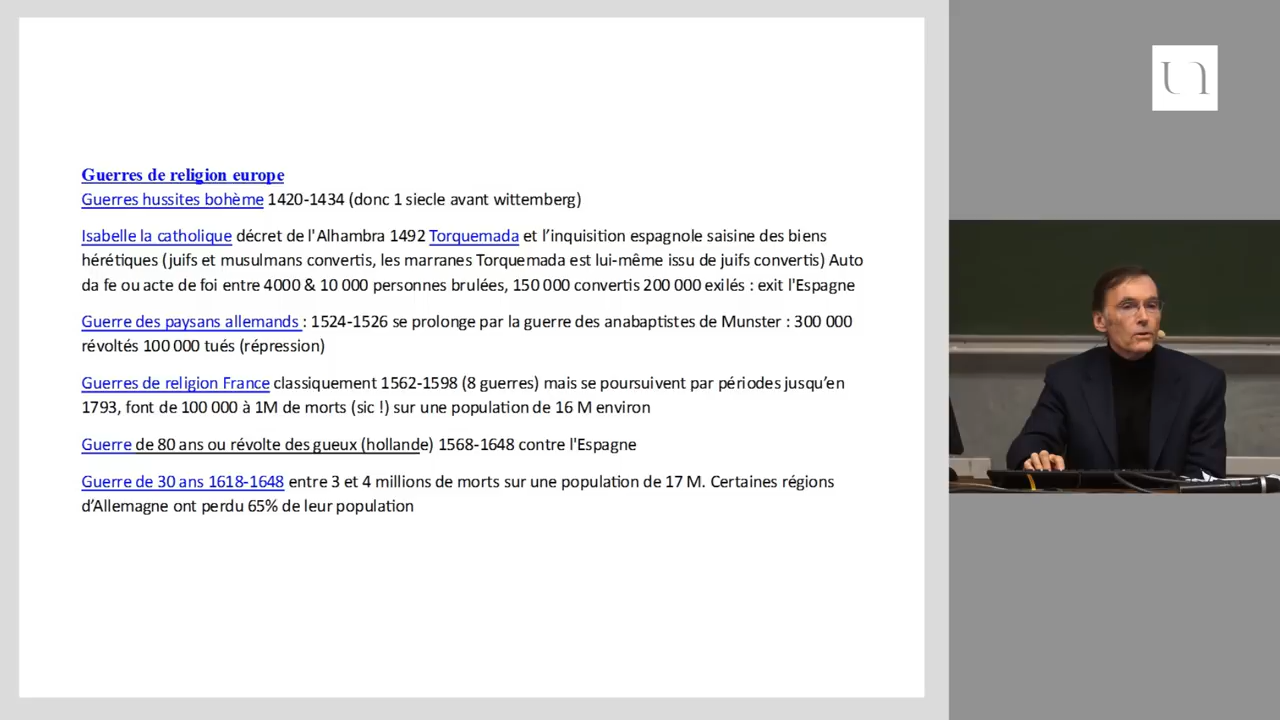 Guerres de religion europe
Guerres hussites bohème 1420-1434 (donc 1 siecle avant wittemberg)
Isabelle la catholique décret de l'Alhambra 1492 Torquemada et l’inquisition espagnole saisine des biens
hérétiques (juifs et musulmans convertis, les marranes Torquemada est lui-même issu de juifs convertis) Auto
da fe ou acte de foi entre 4000 & 10 000 personnes brulées, 150 000 convertis 200 000 exilés : exit l'Espagne
Guerre des paysans allemands : 1524-1526 se prolonge par la guerre des anabaptistes de Munster : 300 000
révoltés 100 000 tués (répression)
Guerres de religion France classiquement 1562-1598 (8 guerres) mais se poursuivent par périodes jusqu’en
1793, font de 100 000 à 1M de morts (sic !) sur une population de 16 M environ
Guerre de 80 ans ou révolte des gueux (hollande) 1568-1648 contre l'Espagne
Guerre de 30 ans 1618-1648 entre 3 et 4 millions de morts sur une population de 17 M. Certaines régions
d’Allemagne ont perdu 65% de leur population